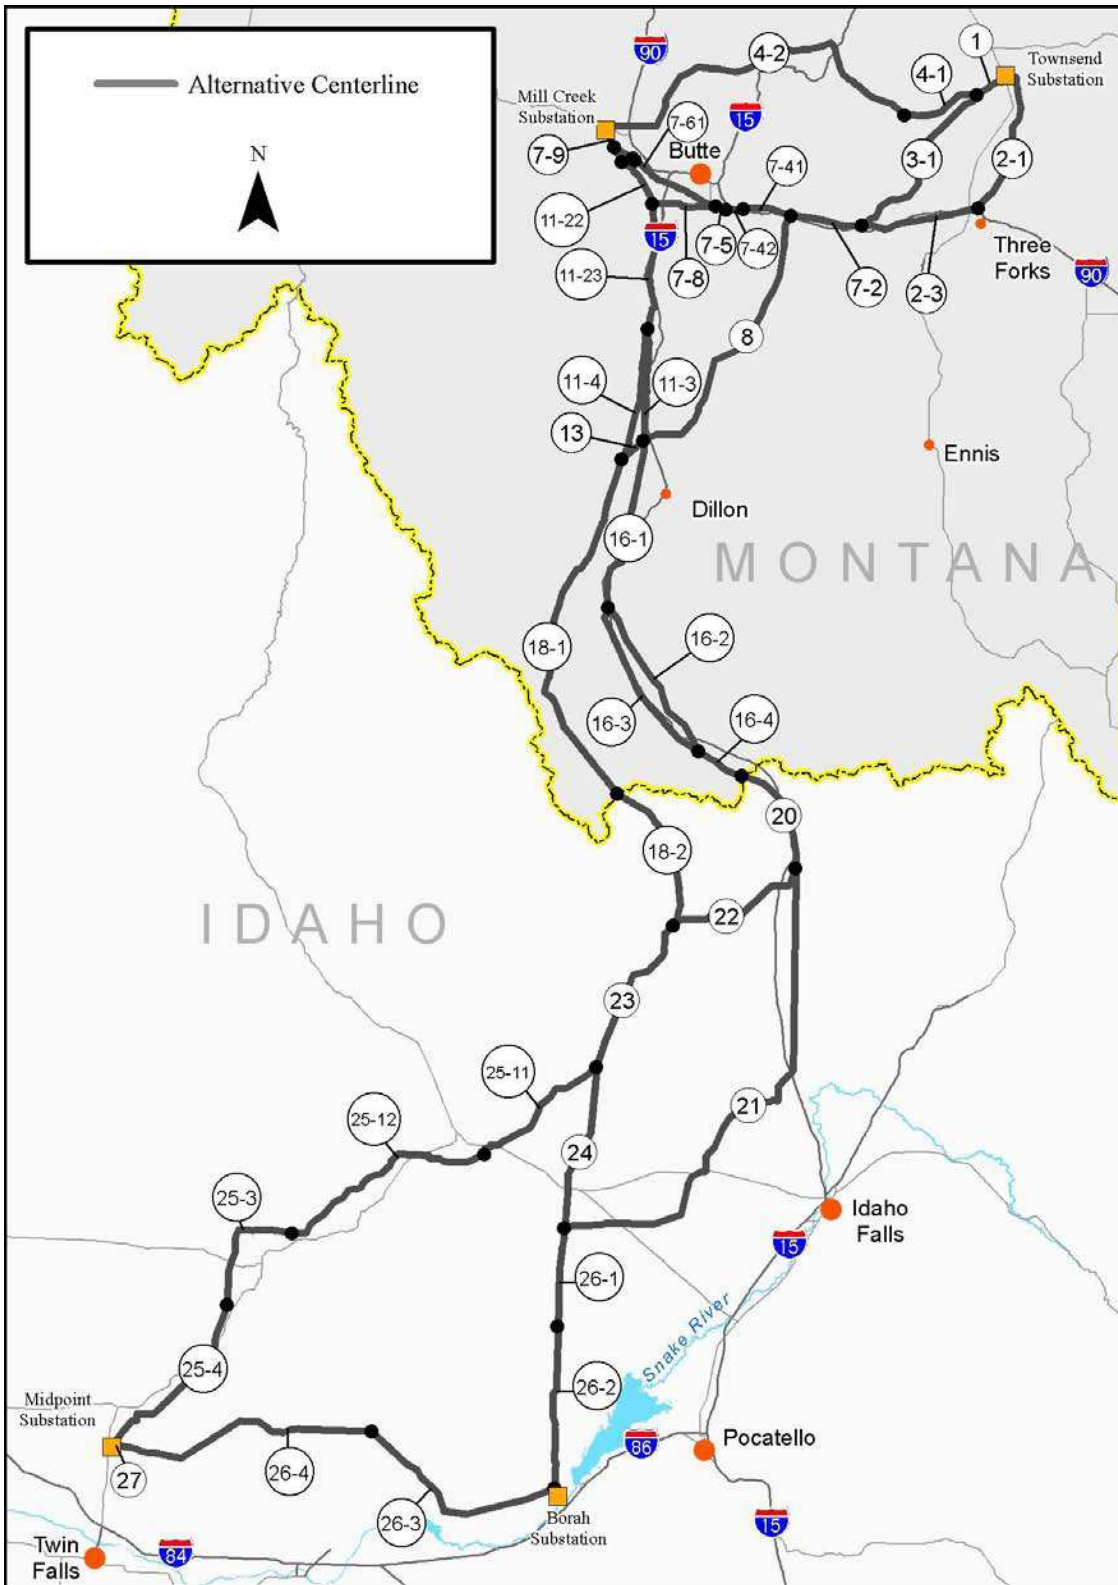 Alternative Centerline
N
90
4-2
1
Townsend
Substation
4-1
Mill Creek
Substation
15
7-61
7-9
Butte
7-41
3-1
2-1
11-22
15
7-5
7-42
Three
Forks
11-23
7-8
7-2
2-3
90
8
11-4
11-3
13
Ennis
Dillon
16-1
MONTANA
18-1
16-2
16-3
16-4
20
18-2
22
IDAHO
23
25-11
21
25-12
24
25-3
Idaho
Falls
15
26-1
Snake River
25-4
26-2
Midpoint
Substation
86
Pocatello
27
26-4
26-3
Borah
Substation
15
Twin
Falls
84